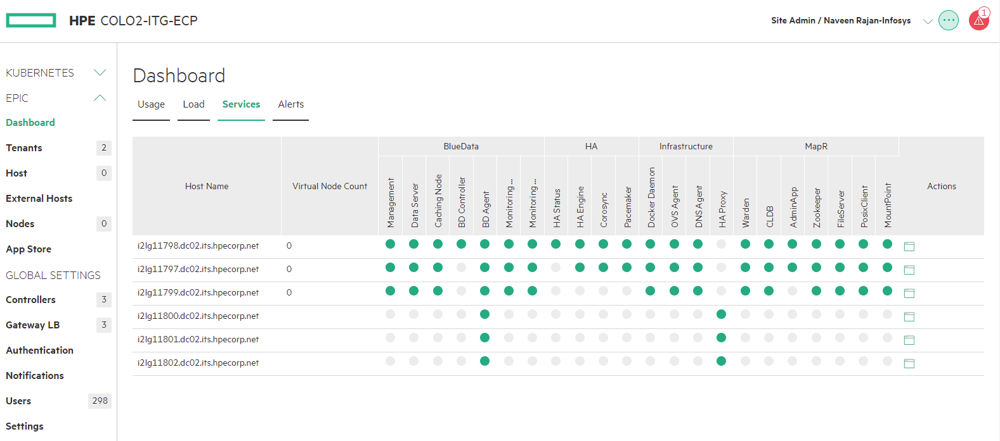 HPE COLO2-ITG-ECP
Site Admin / Naveen Rajan-Infosys
1
KUBERNETES
EPIC
Dashboard
Tenants 2
Host 0
External Hosts
Nodes 0
App Store
GLOBAL SETTINGS
Controllers 3
Gateway LB 3
Authentication
Notifications
Users 298
Settings
Dashboard
Usage Load Services Alerts
Host Name Virtual Node Count BlueData HA Infrastructure MapR Actions
Management
Data Server
Caching Node
BD Controller
BD Agent
Monitoring ...
Monitoring ...
HA Status
HA Engine
Corosync
Pacemaker
Docker Daemon
OVS Agent
DNS Agent
HA Proxy
Warden
CLDB
AdminApp
Zookeeper
FileServer
PosixClient
MountPoint
i2lg11798.dc02.its.hpecorp.net 0
i2lg11797.dc02.its.hpecorp.net 0
i2lg11799.dc02.its.hpecorp.net 0
i2lg11800.dc02.its.hpecorp.net
i2lg11801.dc02.its.hpecorp.net
i2lg11802.dc02.its.hpecorp.net